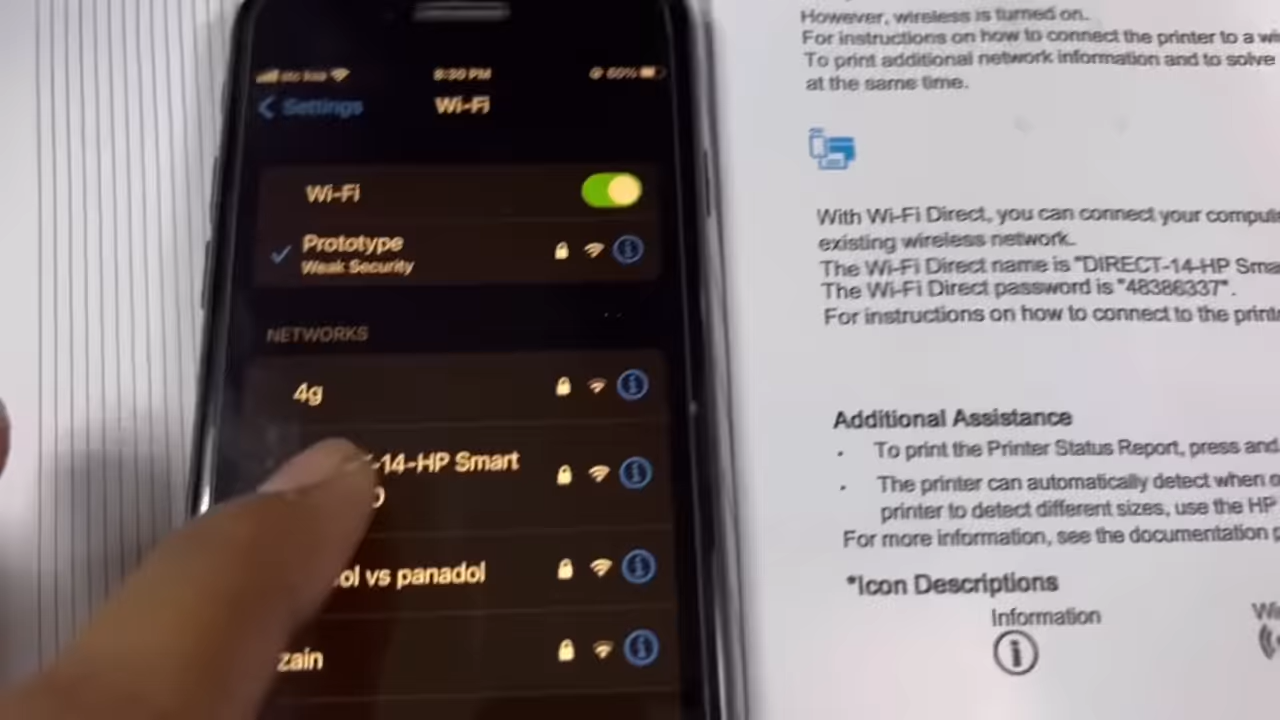 8:39 PM
60%
Settings
Wi-Fi
Wi-Fi
Prototype
Weak Security
NETWORKS
4g
-14-HP Smart
ol vs panadol
zain
However, wireless is turned on.
For instructions on how to connect the printer to a wi
To print additional network information and to solve
at the same time.
With Wi-Fi Direct, you can connect your compu
existing wireless network.
The Wi-Fi Direct name is "DIRECT-14-HP Sma
The Wi-Fi Direct password is "48386337".
For instructions on how to connect to the print
Additional Assistance
· To print the Printer Status Report, press and
· The printer can automatically detect when
printer to detect different sizes, use the HP
For more information, see the documentation p
*Icon Descriptions
Information
Wi